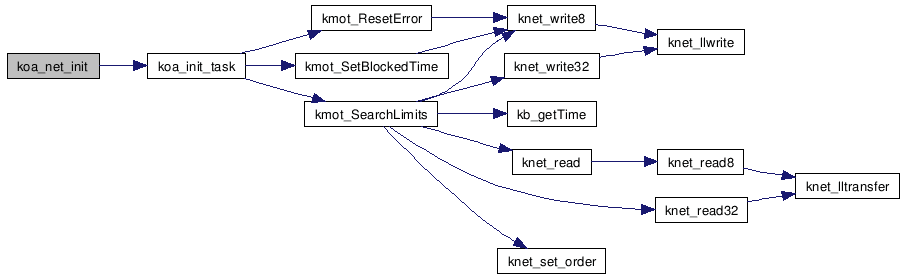 koa_net_init
koa_init_task
kmot_ResetError
kmot_SetBlockedTime
kmot_SearchLimits
knet_write8
knet_write32
kb_getTime
knet_read
knet_set_order
knet_llwrite
knet_read8
knet_read32
knet_lltransfer